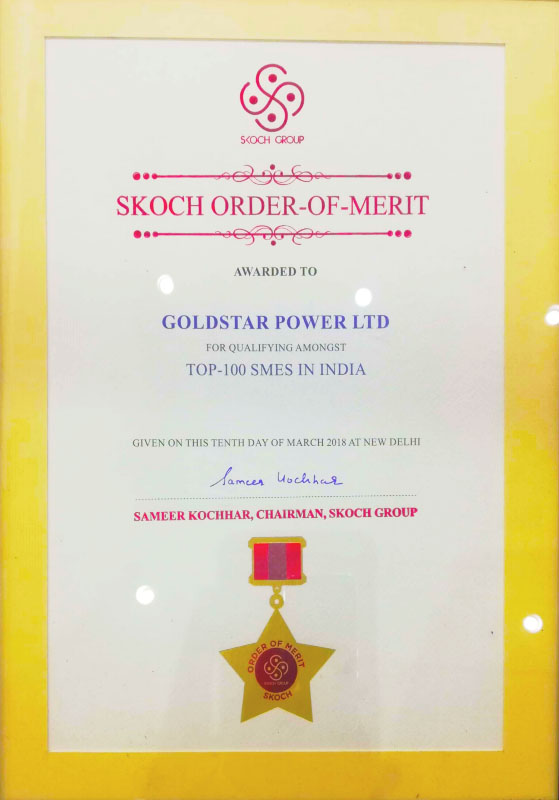 SKOCH GROUP
SKOCH ORDER-OF-MERIT
AWARDED TO
GOLDSTAR POWER LTD
FOR QUALIFYING AMONGST
TOP-100 SMES IN INDIA
GIVEN ON THIS TENTH DAY OF MARCH 2018 AT NEW DELHI
Sameer Kochhar
SAMEER KOCHHAR, CHAIRMAN, SKOCH GROUP
ORDER OF MERIT
SKOCH GROUP
SKOCH